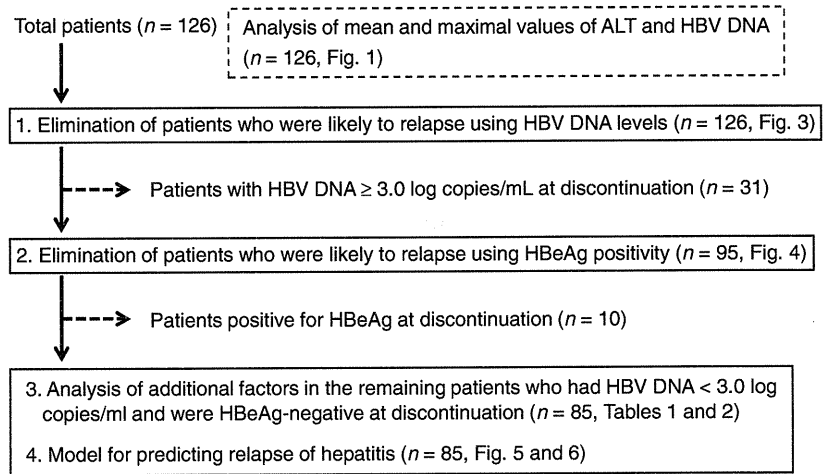 Total patients (n = 126)
Analysis of mean and maximal values of ALT and HBV DNA
(n = 126, Fig. 1)
1. Elimination of patients who were likely to relapse using HBV DNA levels (n = 126, Fig. 3)
Patients with HBV DNA ≥ 3.0 log copies/mL at discontinuation (n = 31)
2. Elimination of patients who were likely to relapse using HBeAg positivity (n = 95, Fig. 4)
Patients positive for HBeAg at discontinuation (n = 10)
3. Analysis of additional factors in the remaining patients who had HBV DNA < 3.0 log
copies/ml and were HBeAg-negative at discontinuation (n = 85, Tables 1 and 2)
4. Model for predicting relapse of hepatitis (n = 85, Fig. 5 and 6)